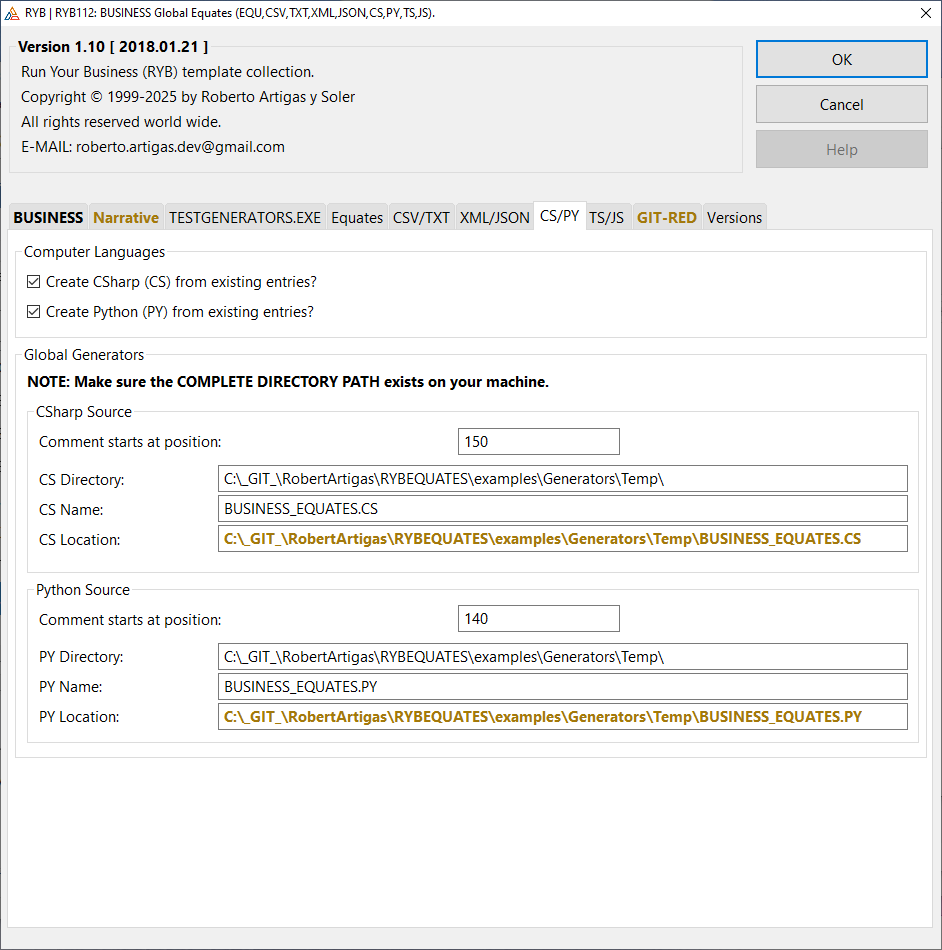 RYB | RYB112: BUSINESS Global Equates (EQU,CSV,TXT,XML,JSON,CS,PY,TS,JS).
Version 1.10 [ 2018.01.21 ]
Run Your Business (RYB) template collection.
Copyright © 1999-2025 by Roberto Artigas y Soler
All rights reserved world wide.
E-MAIL: roberto.artigas.dev@gmail.com
OK
Cancel
Help
BUSINESS Narrative TESTGENERATORS.EXE Equates CSV/TXT XML/JSON CS/PY TS/JS GIT-RED Versions
Computer Languages
Create CSharp (CS) from existing entries?
Create Python (PY) from existing entries?
Global Generators
NOTE: Make sure the COMPLETE DIRECTORY PATH exists on your machine.
CSharp Source
Comment starts at position: 150
CS Directory: C:\_GIT_\RobertArtigas\RYBEQUATES\examples\Generators\Temp\
CS Name: BUSINESS_EQUATES.CS
CS Location: C:\_GIT_\RobertArtigas\RYBEQUATES\examples\Generators\Temp\BUSINESS_EQUATES.CS
Python Source
Comment starts at position: 140
PY Directory: C:\_GIT_\RobertArtigas\RYBEQUATES\examples\Generators\Temp\
PY Name: BUSINESS_EQUATES.PY
PY Location: C:\_GIT_\RobertArtigas\RYBEQUATES\examples\Generators\Temp\BUSINESS_EQUATES.PY